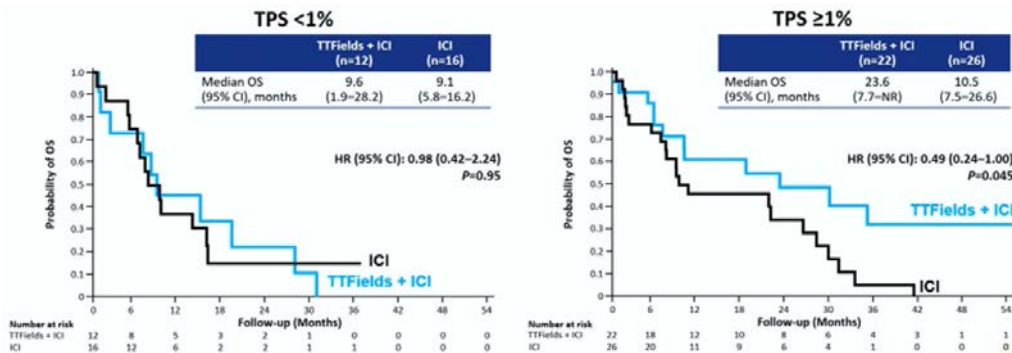 TPS <1%
TTFields + ICI (n=12)
ICI (n=16)
Median OS (95% CI), months
9.6 (1.9–28.2)
9.1 (5.8–16.2)
HR (95% CI): 0.98 (0.42–2.24)
P=0.95
Probability of OS
1.0
0.9
0.8
0.7
0.6
0.5
0.4
0.3
0.2
0.1
0
ICI
TTFields + ICI
0 6 12 18 24 30 36 42 48 54
Follow-up (Months)
Number at risk
TTFields + ICI 12 8 5 3 2 1 0 0 0 0
ICI 16 12 6 2 2 1 1 0 0 0
TPS ≥1%
TTFields + ICI (n=22)
ICI (n=26)
Median OS (95% CI), months
23.6 (7.7–NR)
10.5 (7.5–26.6)
HR (95% CI): 0.49 (0.24–1.00)
P=0.045
Probability of OS
1.0
0.9
0.8
0.7
0.6
0.5
0.4
0.3
0.2
0.1
0
TTFields + ICI
ICI
0 6 12 18 24 30 36 42 48 54
Follow-up (Months)
Number at risk
TTFields + ICI 22 18 12 10 8 6 4 3 1 1
ICI 26 20 11 9 6 4 1 0 0 0